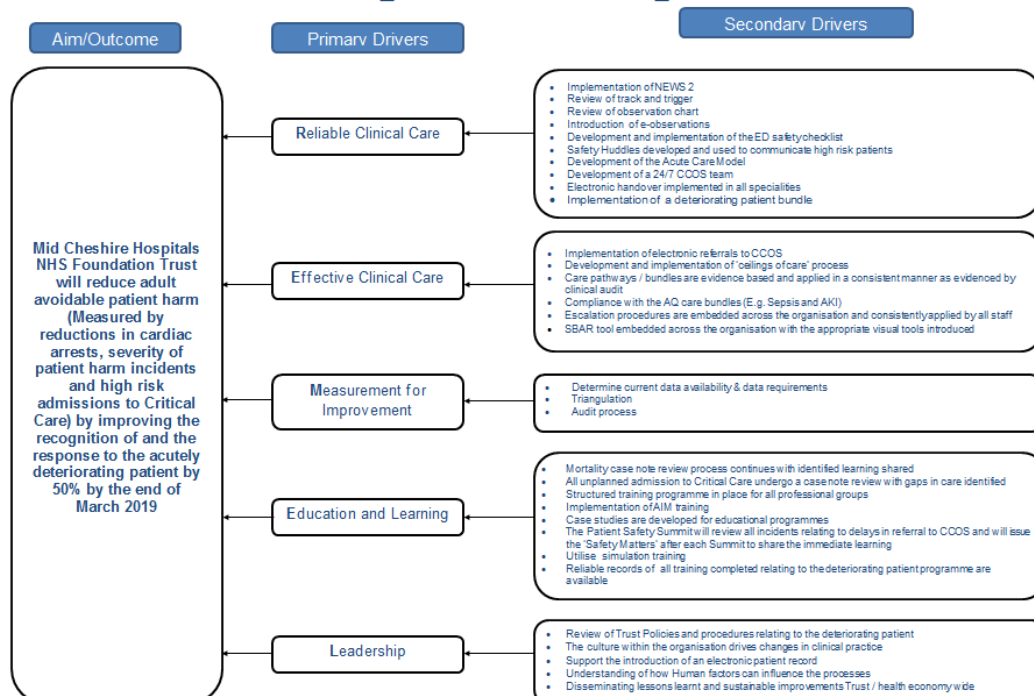 Aim/Outcome
Primary Drivers
Secondary Drivers
Mid Cheshire Hospitals
NHS Foundation Trust
will reduce adult
avoidable patient harm
(Measured by
reductions in cardiac
arrests, severity of
patient harm incidents
and high risk
admissions to Critical
Care) by improving the
recognition of and the
response to the acutely
deteriorating patient by
50% by the end of
March 2019
Reliable Clinical Care
• Implementation of NEWS 2
• Review of track and trigger
• Review of observation chart
• Introduction of e-observations
• Development and implementation of the ED safety checklist
• Safety Huddles developed and used to communicate high risk patients
• Development of the Acute Care Model
• Development of a 24/7 CCOS team
• Electronic handover implemented in all specialities
• Implementation of a deteriorating patient bundle
Effective Clinical Care
• Implementation of electronic referrals to CCOS
• Development and implementation of 'ceilings of care' process
• Care pathways / bundles are evidence based and applied in a consistent manner as evidenced by
clinical audit
• Compliance with the AQ care bundles (E.g. Sepsis and AKI)
• Escalation procedures are embedded across the organisation and consistently applied by all staff
• SBAR tool embedded across the organisation with the appropriate visual tools introduced
Measurement for
Improvement
• Determine current data availability & data requirements
• Triangulation
• Audit process
Education and Learning
• Mortality case note review process continues with identified learning shared
• All unplanned admission to Critical Care undergo a case note review with gaps in care identified
• Structured training programme in place for all professional groups
• Implementation of AIM training
• Case studies are developed for educational programmes
• The Patient Safety Summit will review all incidents relating to delays in referral to CCOS and will issue
the 'Safety Matters' after each Summit to share the immediate learning
• Utilise simulation training
• Reliable records of all training completed relating to the deteriorating patient programme are
available
Leadership
• Review of Trust Policies and procedures relating to the deteriorating patient
• The culture within the organisation drives changes in clinical practice
• Support the introduction of an electronic patient record
• Understanding of how Human factors can influence the processes
• Disseminating lessons learnt and sustainable improvements Trust / health economy wide